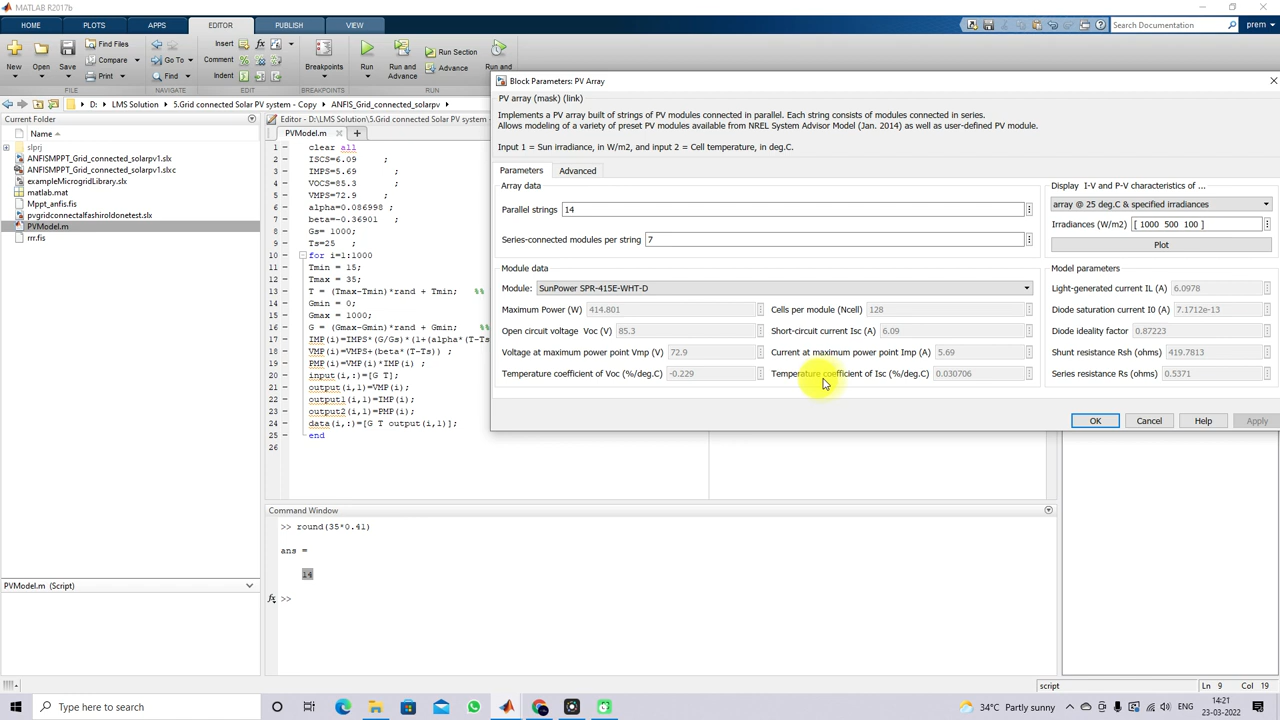 MATLAB R2017b
HOME PLOTS APPS EDITOR PUBLISH VIEW
Search Documentation prem
New Open Save
Find Files
Compare
Print
Go To
Find
Insert
Comment
Indent
Breakpoints
Run
Run and Advance
Run Section
Advance
Run and
FILE NAVIGATE EDIT BREAKPOINTS RUN
D: LMS Solution 5.Grid connected Solar PV system - Copy ANFIS_Grid_connected_solarpv
Current Folder
Name
slprj
ANFISMPPT_Grid_connected_solarpv1.slx
ANFISMPPT_Grid_connected_solarpv1.slxc
exampleMicrogridLibrary.slx
matlab.mat
Mppt_anfis.fis
pvgridconnectalfashiroldonetest.slx
PVModel.m
rrr.fis
PVModel.m (Script)
Editor - D:\LMS Solution\5.Grid connected Solar PV system
PVModel.m
1 clear all
2 ISCS=6.09 ;
3 IMPS=5.69 ;
4 VOCS=85.3 ;
5 VMPS=72.9 ;
6 alpha=0.086998 ;
7 beta=-0.36901 ;
8 Gs= 1000;
9 Ts=25 ;
10 for i=1:1000
11 Tmin = 15;
12 Tmax = 35;
13 T = (Tmax-Tmin)*rand + Tmin; %%
14 Gmin = 0;
15 Gmax = 1000;
16 G = (Gmax-Gmin)*rand + Gmin; %%
17 IMP(i)=IMPS*(G/Gs)*(1+(alpha*(T-Ts
18 VMP(i)=VMPS+(beta*(T-Ts)) ;
19 PMP(i)=VMP(i)*IMP(i) ;
20 input(i,:)=[G T];
21 output(i,1)=VMP(i);
22 output1(i,1)=IMP(i);
23 output2(i,1)=PMP(i);
24 data(i,:)=[G T output(i,1)];
25 end
26
Command Window
>> round(35*0.41)
ans =
14
fx >>
Block Parameters: PV Array
PV array (mask) (link)
Implements a PV array built of strings of PV modules connected in parallel. Each string consists of modules connected in series.
Allows modeling of a variety of preset PV modules available from NREL System Advisor Model (Jan. 2014) as well as user-defined PV module.
Input 1 = Sun irradiance, in W/m2, and input 2 = Cell temperature, in deg.C.
Parameters Advanced
Array data
Parallel strings 14
Series-connected modules per string 7
Display I-V and P-V characteristics of ...
array @ 25 deg.C & specified irradiances
Irradiances (W/m2) [ 1000 500 100 ]
Plot
Module data
Module: SunPower SPR-415E-WHT-D
Maximum Power (W) 414.801 Cells per module (Ncell) 128
Open circuit voltage Voc (V) 85.3 Short-circuit current Isc (A) 6.09
Voltage at maximum power point Vmp (V) 72.9 Current at maximum power point Imp (A) 5.69
Temperature coefficient of Voc (%/deg.C) -0.229 Temperature coefficient of Isc (%/deg.C) 0.030706
Model parameters
Light-generated current IL (A) 6.0978
Diode saturation current I0 (A) 7.1712e-13
Diode ideality factor 0.87223
Shunt resistance Rsh (ohms) 419.7813
Series resistance Rs (ohms) 0.5371
OK Cancel Help Apply
script Ln 9 Col 19
Type here to search
34°C Partly sunny
14:21
23-03-2022